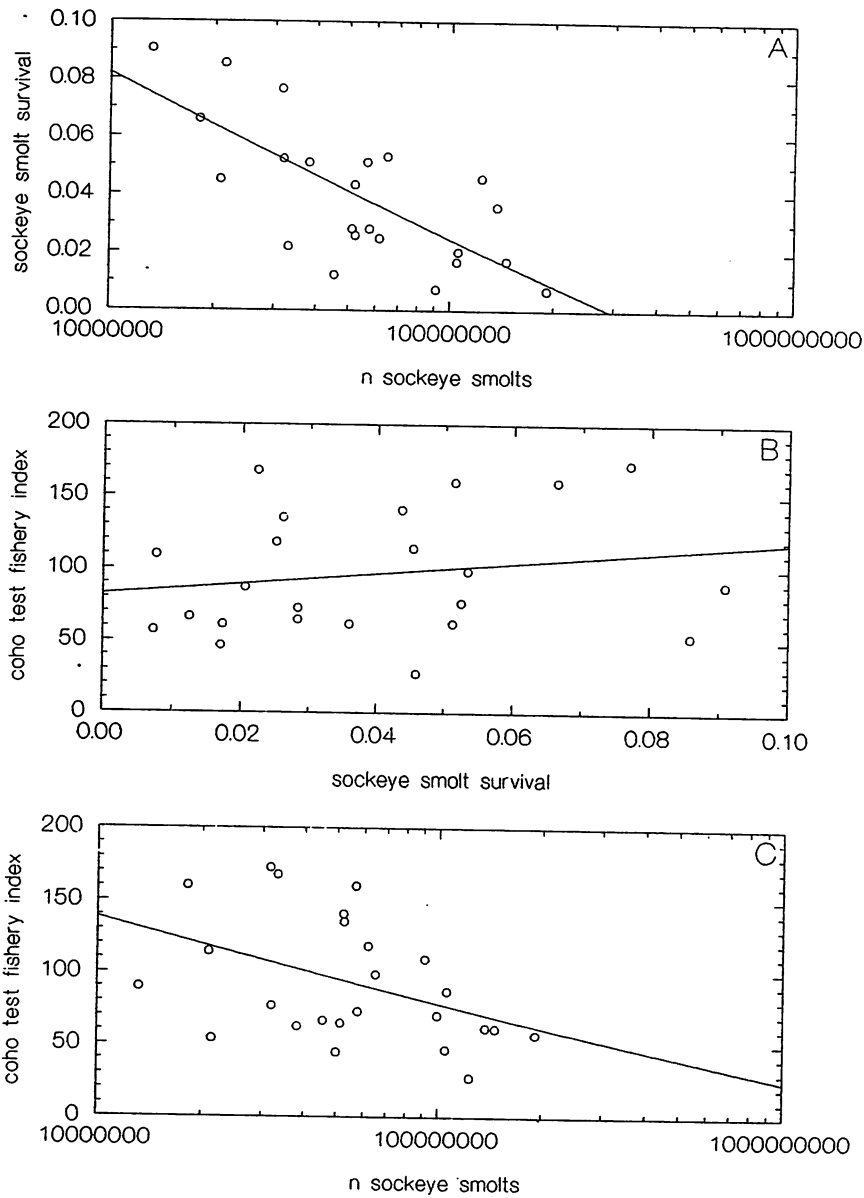 A
0.10
0.08
0.06
0.04
0.02
0.00
sockeye smolt survival
10000000 100000000 1000000000
n sockeye smolts
B
200
150
100
50
0
coho test fishery index
0.00 0.02 0.04 0.06 0.08 0.10
sockeye smolt survival
C
200
150
100
50
0
coho test fishery index
10000000 100000000 1000000000
n sockeye smolts